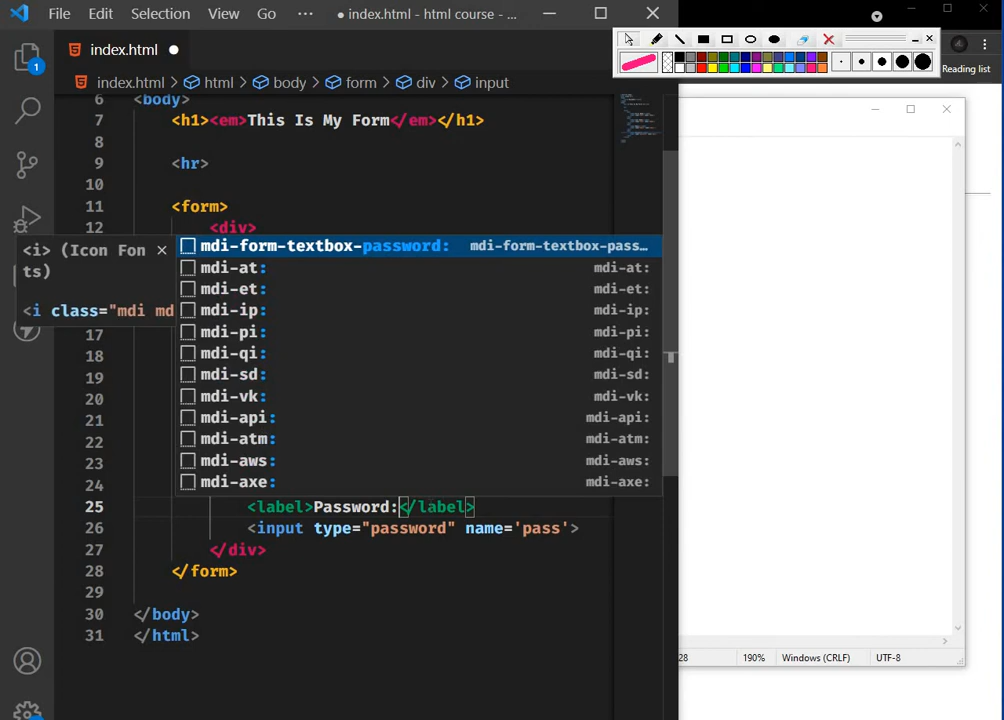 File Edit Selection View Go ··· ● index.html - html course - ...
index.html ●
Reading list
index.html > html > body > form > div > input
6 <body>
7 <h1><em>This Is My Form</em></h1>
8
9 <hr>
10
11 <form>
12 <div>
<i> (Icon Fon
ts)
<i class="mdi md
mdi-form-textbox-password: mdi-form-textbox-pass…
mdi-at: mdi-at:
mdi-et: mdi-et:
mdi-ip: mdi-ip:
mdi-pi: mdi-pi:
mdi-qi: mdi-qi:
mdi-sd: mdi-sd:
mdi-vk: mdi-vk:
mdi-api: mdi-api:
mdi-atm: mdi-atm:
mdi-aws: mdi-aws:
mdi-axe: mdi-axe:
1
17
18
19
20
21
22
23
24
25 <label>Password:</label>
26 <input type="password" name='pass'>
27 </div>
28 </form>
29
30 </body>
31 </html>
28 190% Windows (CRLF) UTF-8